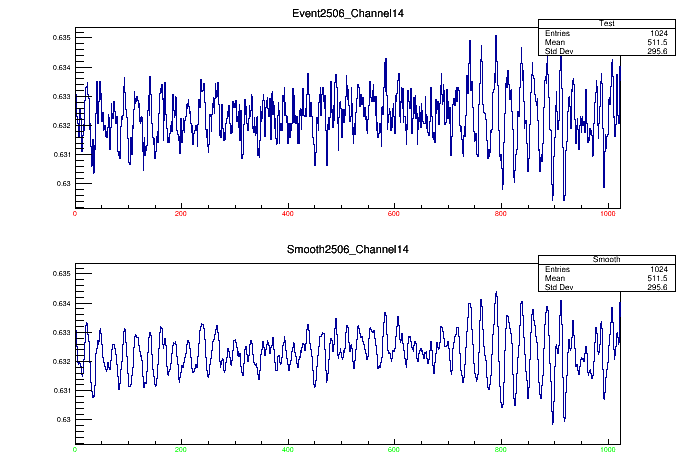 Event2506_Channel14
Test
Entries 1024
Mean 511.5
Std Dev 295.6
0.635
0.634
0.633
0.632
0.631
0.63
0 200 400 600 800 1000
Smooth2506_Channel14
Smooth
Entries 1024
Mean 511.5
Std Dev 295.6
0.635
0.634
0.633
0.632
0.631
0.63
0 200 400 600 800 1000